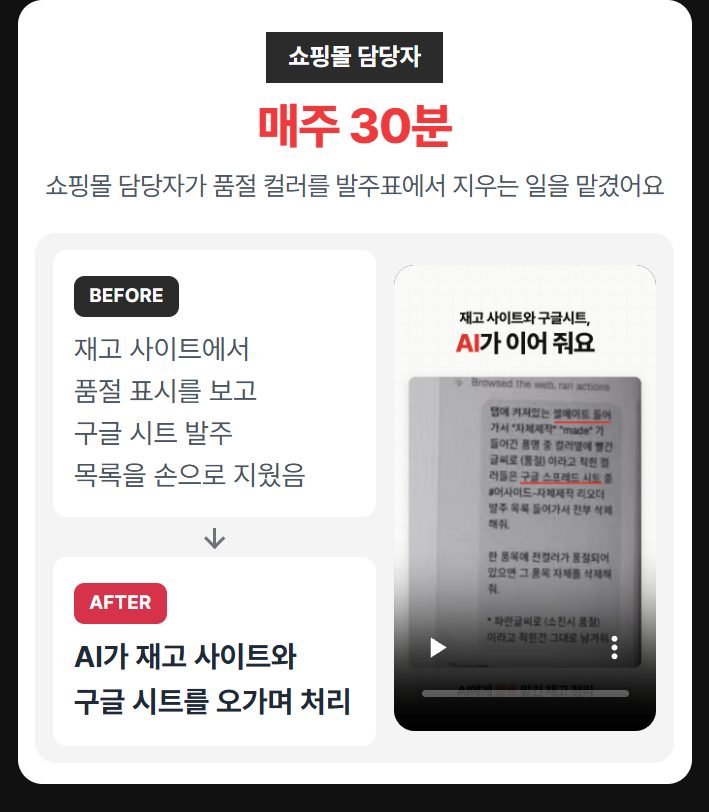 쇼핑몰 담당자
매주 30분
쇼핑몰 담당자가 품절 컬러를 발주표에서 지우는 일을 맡겼어요
BEFORE
재고 사이트에서
품절 표시를 보고
구글 시트 발주
목록을 손으로 지웠음
AFTER
AI가 재고 사이트와
구글 시트를 오가며 처리
재고 사이트와 구글시트,
AI가 이어 줘요
Browsed the web, ran actions
탭에 켜져있는 셀메이트 들어
가서 "자체제작" "made" 가
들어간 품명 중 컬러옆에 빨간
글씨로 (품절) 이라고 적힌 컬
러들은 구글 스프레드 시트 중
#어사이드-자체제작 리오더
발주 목록 들어가서 전부 삭제
해줘.
한 품목에 전컬러가 품절되어
있으면 그 품목 자체를 삭제해
줘.
* 파란글씨로 (소진시 품절)
이라고 적힌건 그대로 남겨줘